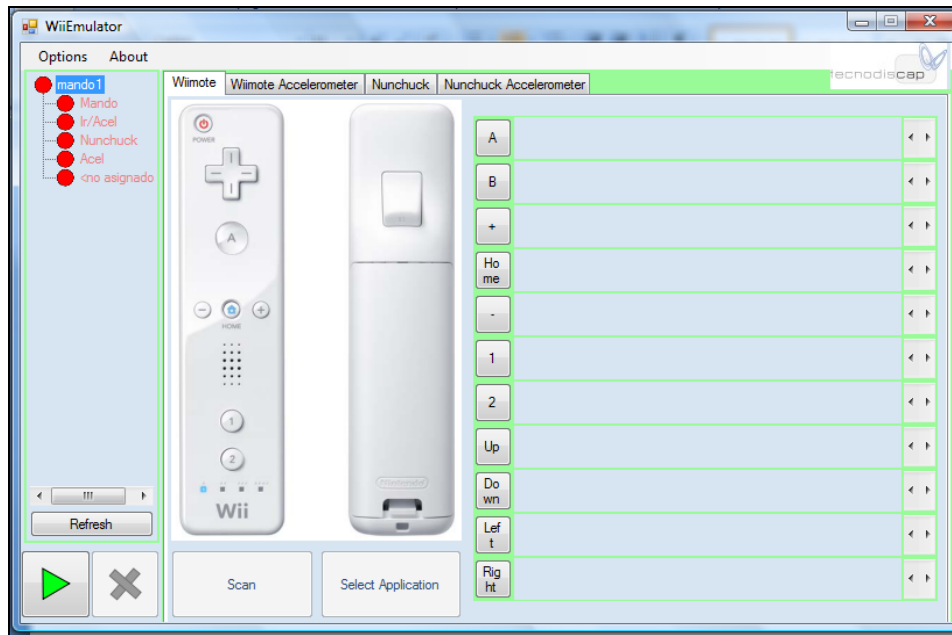 WiiEmulator
Options About
tecnodiscap
mando1
Mando
Ir/Acel
Nunchuck
Acel
<no asignado
Refresh
Wiimote Wiimote Accelerometer Nunchuck Nunchuck Accelerometer
POWER
A
HOME
1
2
Wii
Nintendo
Scan Select Application
A
B
+
Ho
me
-
1
2
Up
Do
wn
Lef
t
Rig
ht